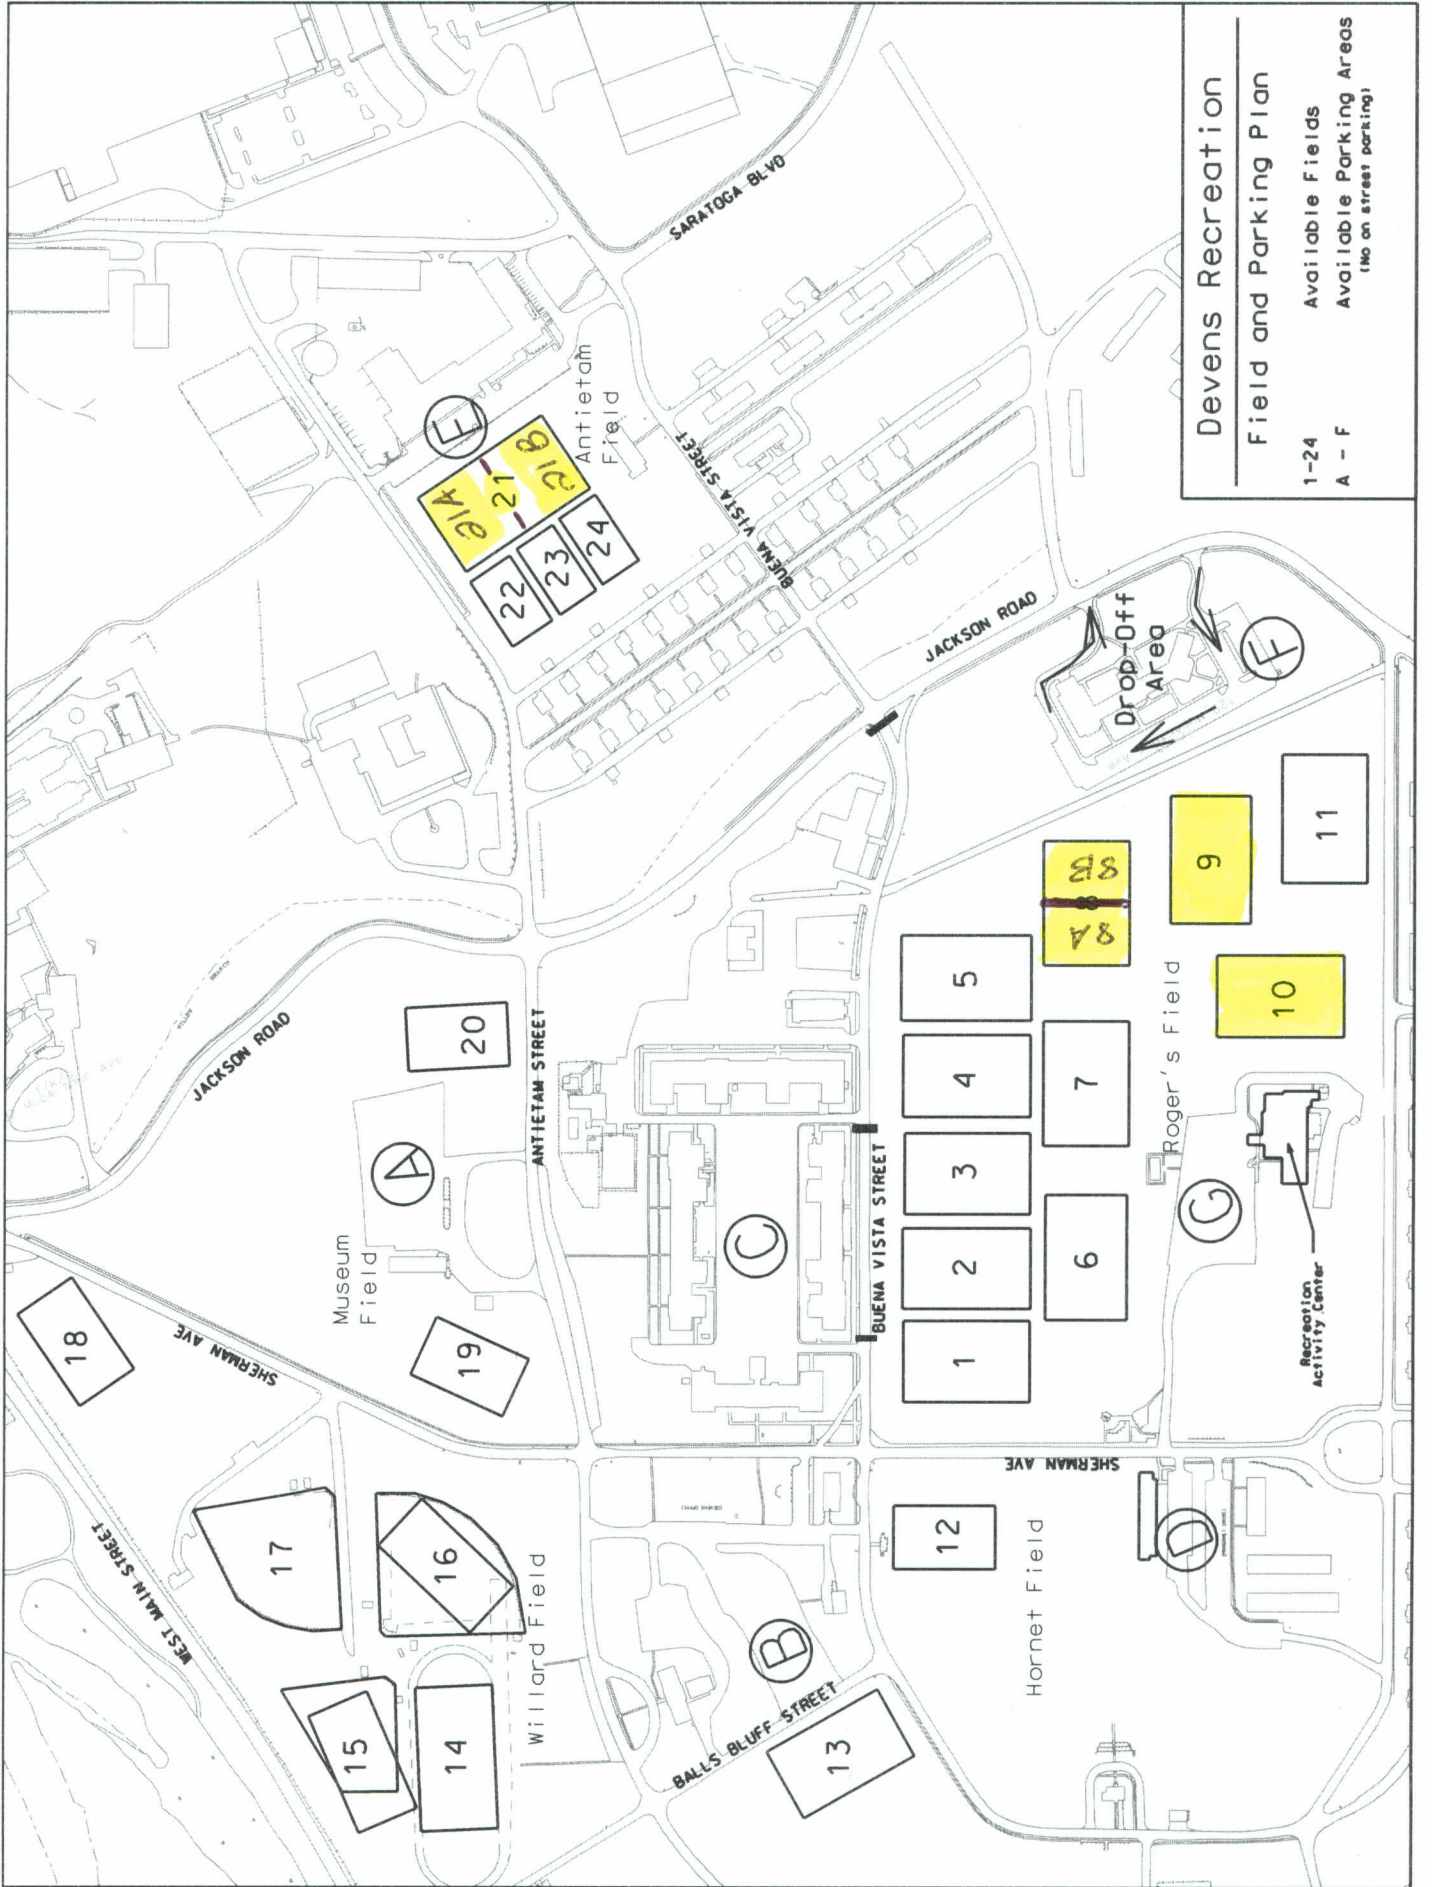 Devens Recreation
Field and Parking Plan
1-24 Available Fields
A - F Available Parking Areas
(No on street parking)
18
17
16
15
14
Willard Field
WEST MAIN STREET
SHERMAN AVE
JACKSON ROAD
Museum
Field
A
19
20
ANTIETAM STREET
21A
21
21B
22
23
24
E
Antietam
Field
SARATOGA BLVD
BUENA VISTA STREET
BUENA VISTA STREET
JACKSON ROAD
Drop-Off
Area
F
C
BUENA VISTA STREET
B
BALLS BLUFF STREET
13
12
Hornet Field
D
SHERMAN AVE
1
2
3
4
5
6
7
8A
8
8B
9
10
11
Roger's Field
G
Recreation
Activity Center